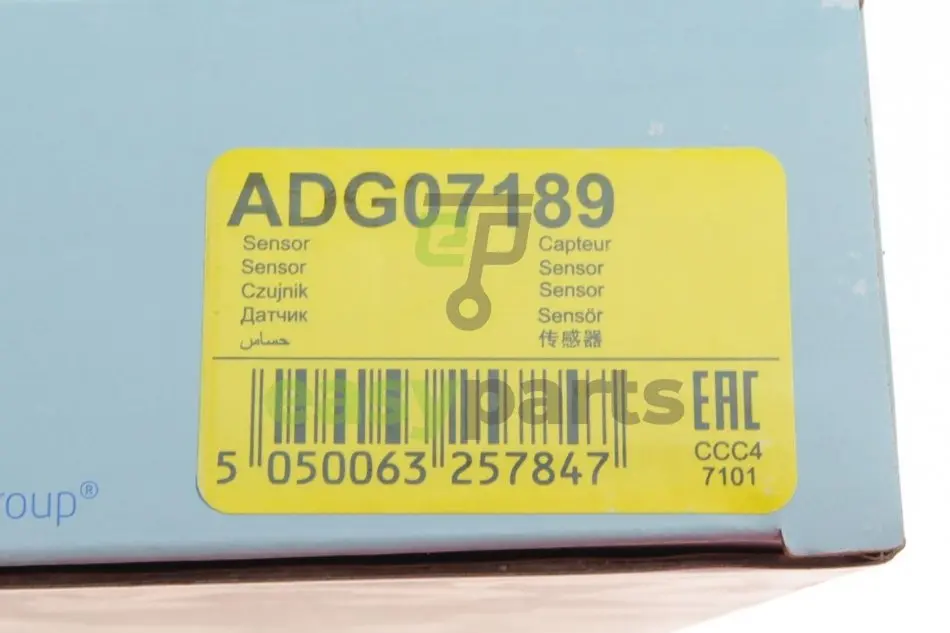 ADG07189
Sensor
Sensor
Czujnik
Датчик
حساس
Capteur
Sensor
Sensor
Sensör
传感器
easyparts
EAC
5 050063 257847
CCC4
7101
roup®